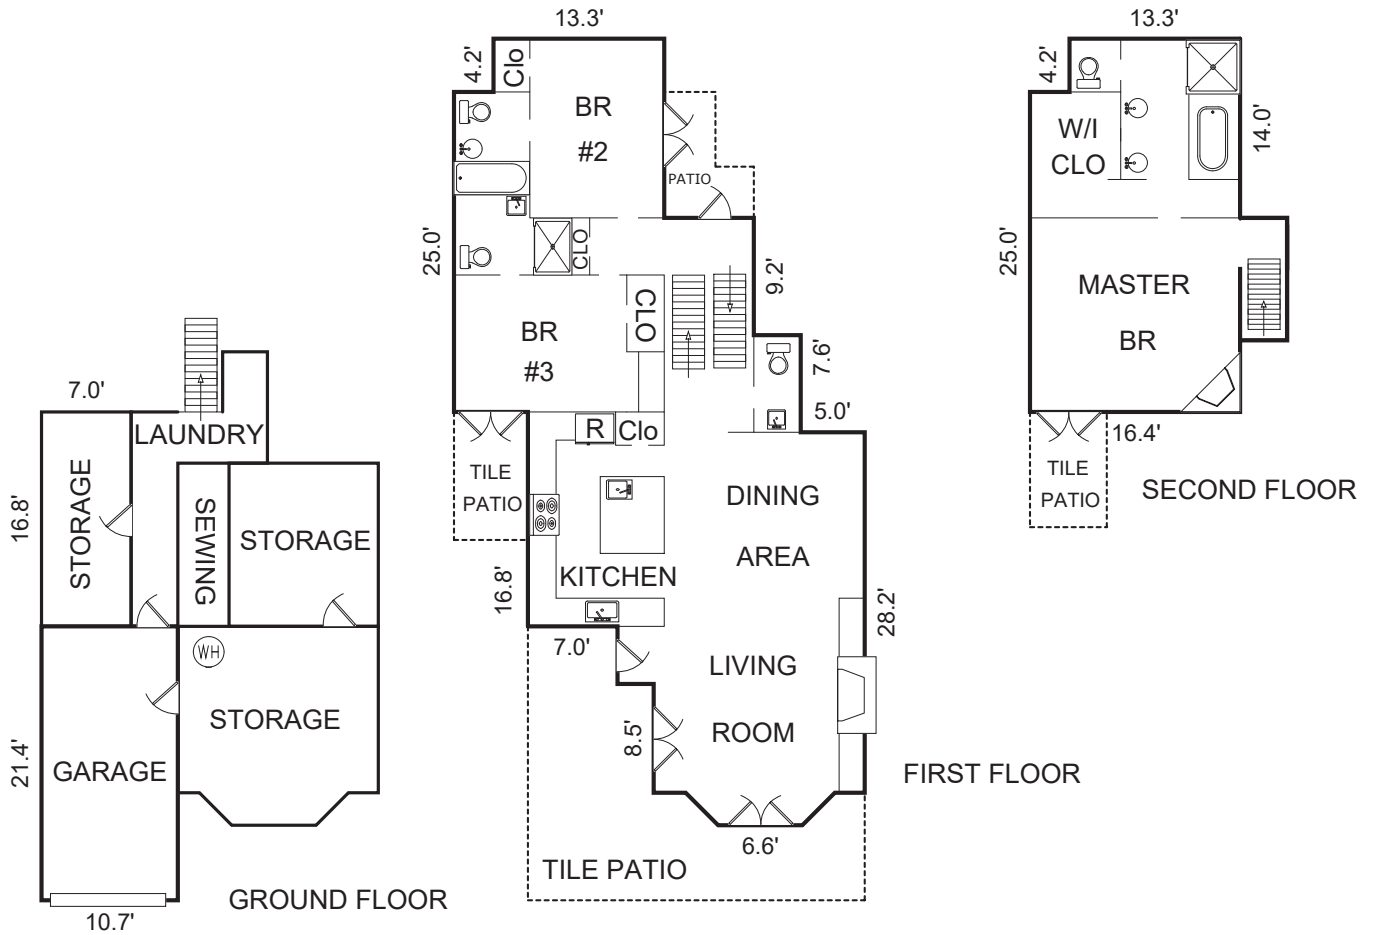 13.3'
4.2'
Clo
BR
#2
PATIO
25.0'
CLO
9.2'
BR
#3
CLO
7.6'
5.0'
R
Clo
TILE
PATIO
DINING
AREA
KITCHEN
16.8'
7.0'
28.2'
LIVING
ROOM
8.5'
6.6'
TILE PATIO
FIRST FLOOR
13.3'
4.2'
14.0'
W/I
CLO
25.0'
MASTER
BR
16.4'
TILE
PATIO
SECOND FLOOR
7.0'
LAUNDRY
16.8'
STORAGE
SEWING
STORAGE
WH
STORAGE
21.4'
GARAGE
10.7'
GROUND FLOOR